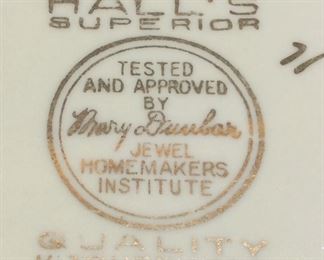 HALL'S
SUPERIOR
TESTED
AND APPROVED
BY
Mary Dunbar
JEWEL
HOMEMAKERS
INSTITUTE
QUALITY